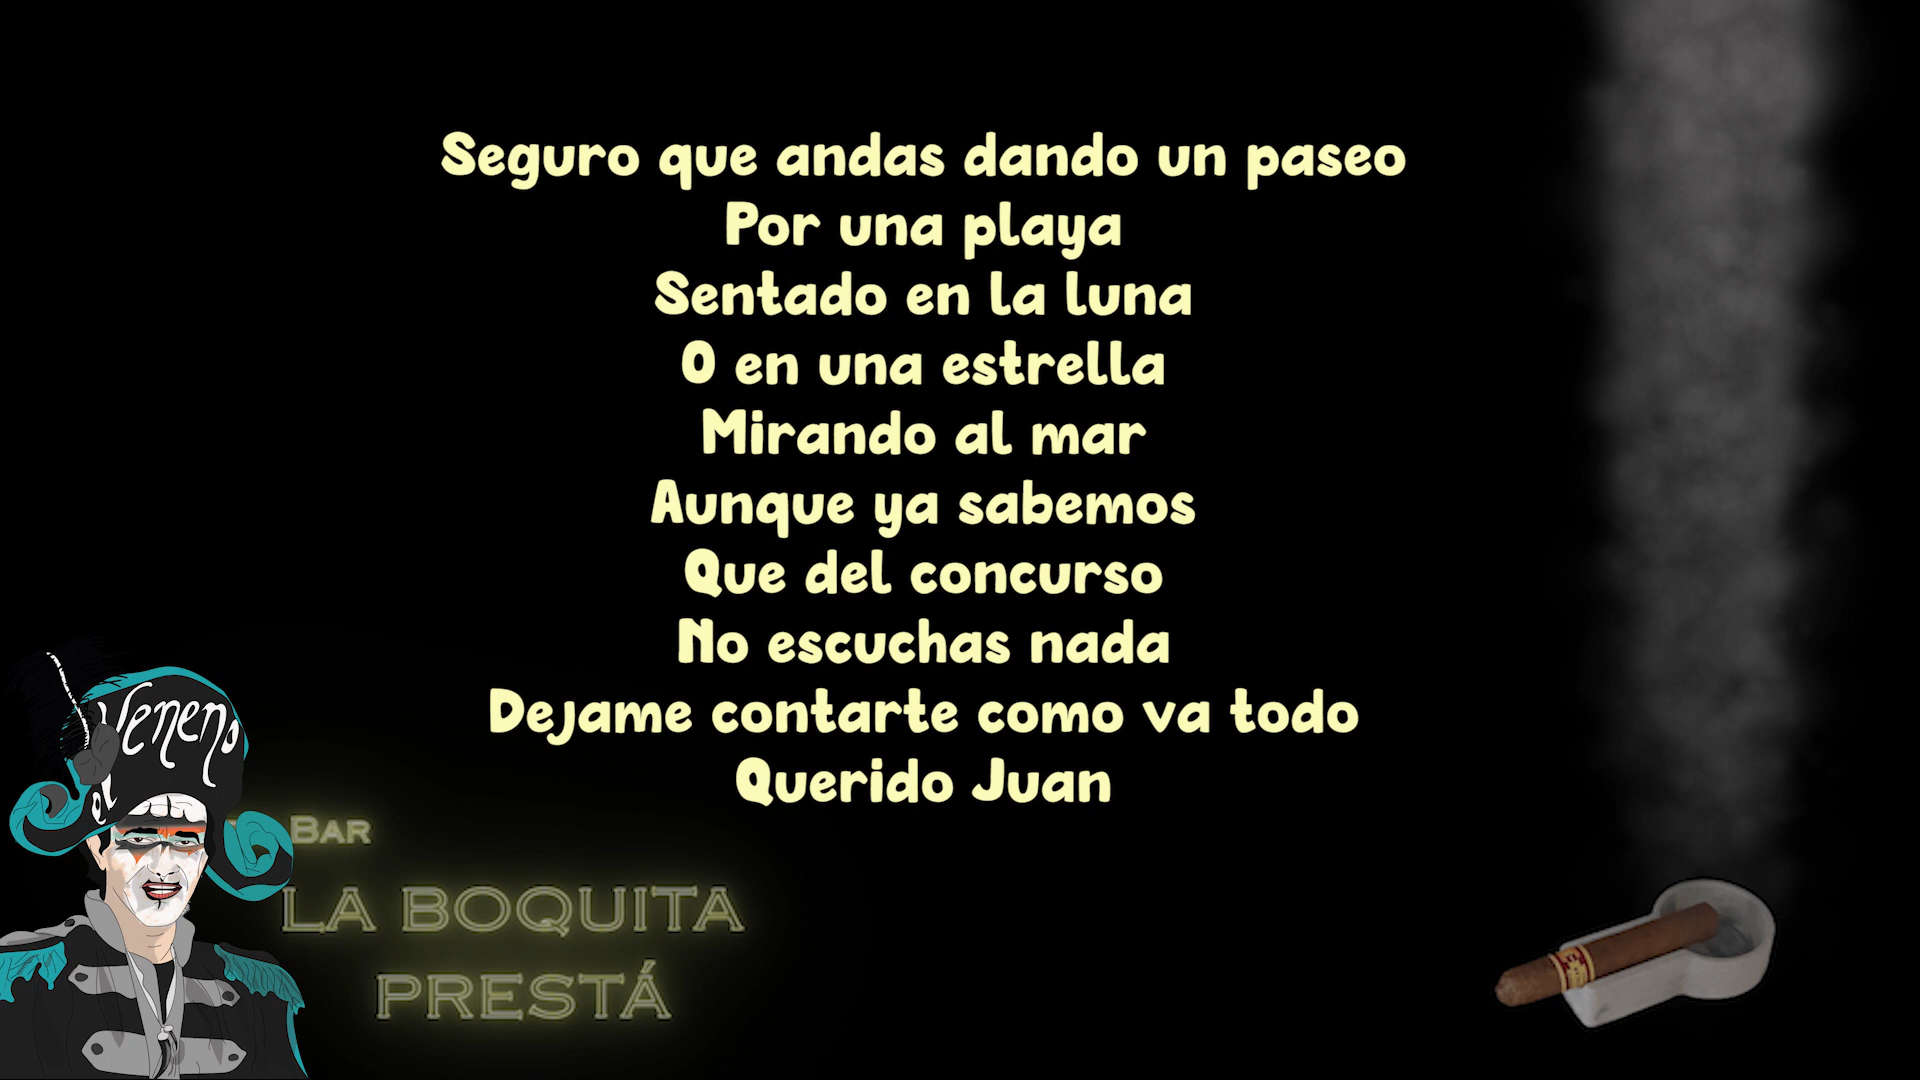 Seguro que andas dando un paseo
Por una playa
Sentado en la luna
O en una estrella
Mirando al mar
Aunque ya sabemos
Que del concurso
No escuchas nada
Dejame contarte como va todo
Querido Juan
Veneno
el
BAR
LA BOQUITA
PRESTÁ